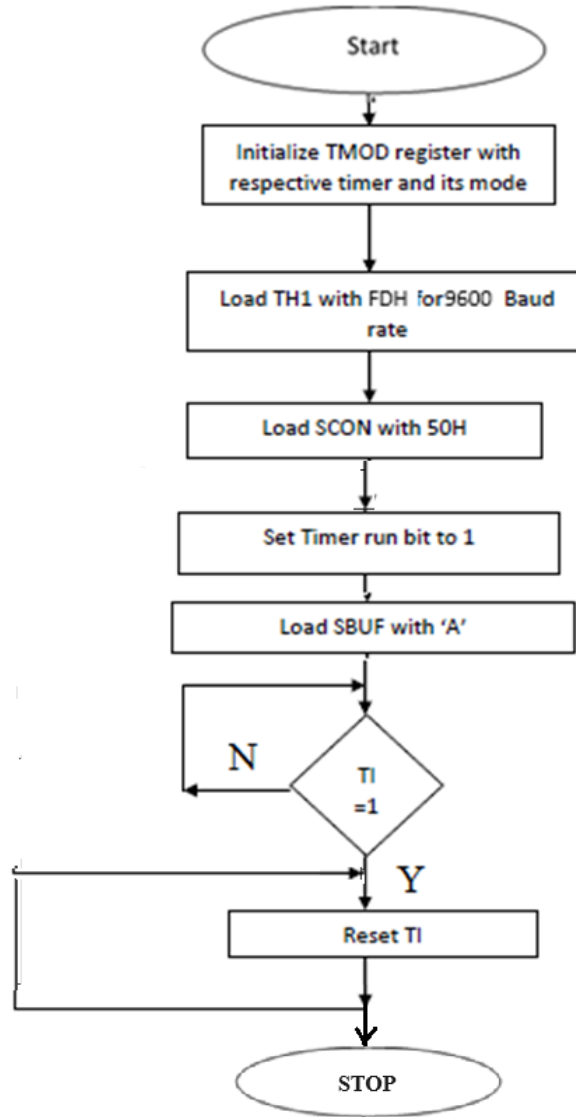 Start
Initialize TMOD register with
respective timer and its mode
Load TH1 with FDH for9600 Baud
rate
Load SCON with 50H
Set Timer run bit to 1
Load SBUF with ‘A’
TI
=1
N
Y
Reset TI
STOP